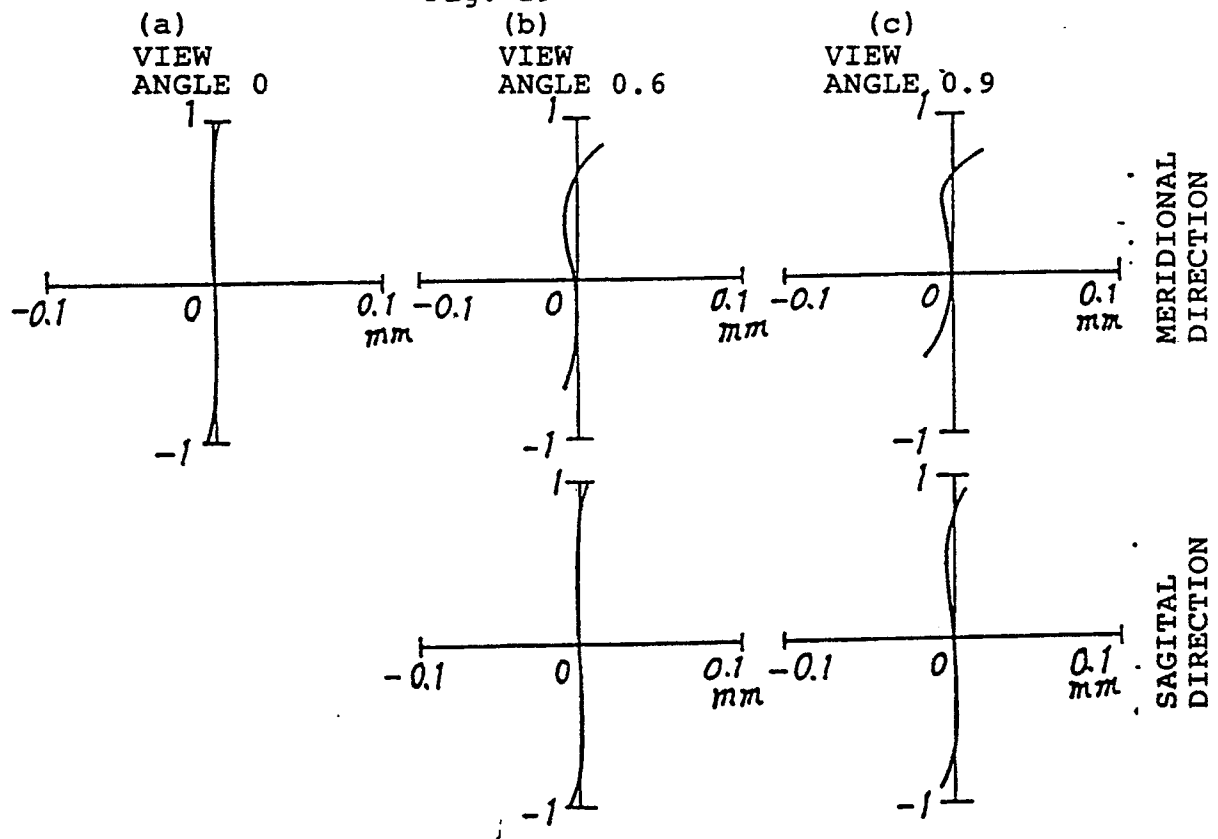 (a)
VIEW
ANGLE 0
(b)
VIEW
ANGLE 0.6
(c)
VIEW
ANGLE 0.9
1
-0.1 0 0.1
mm
-1
1
-0.1 0 0.1
mm
-1
1
-0.1 0 0.1
mm
-1
MERIDIONAL
DIRECTION
1
-0.1 0 0.1
mm
-1
1
-0.1 0 0.1
mm
-1
SAGITAL
DIRECTION